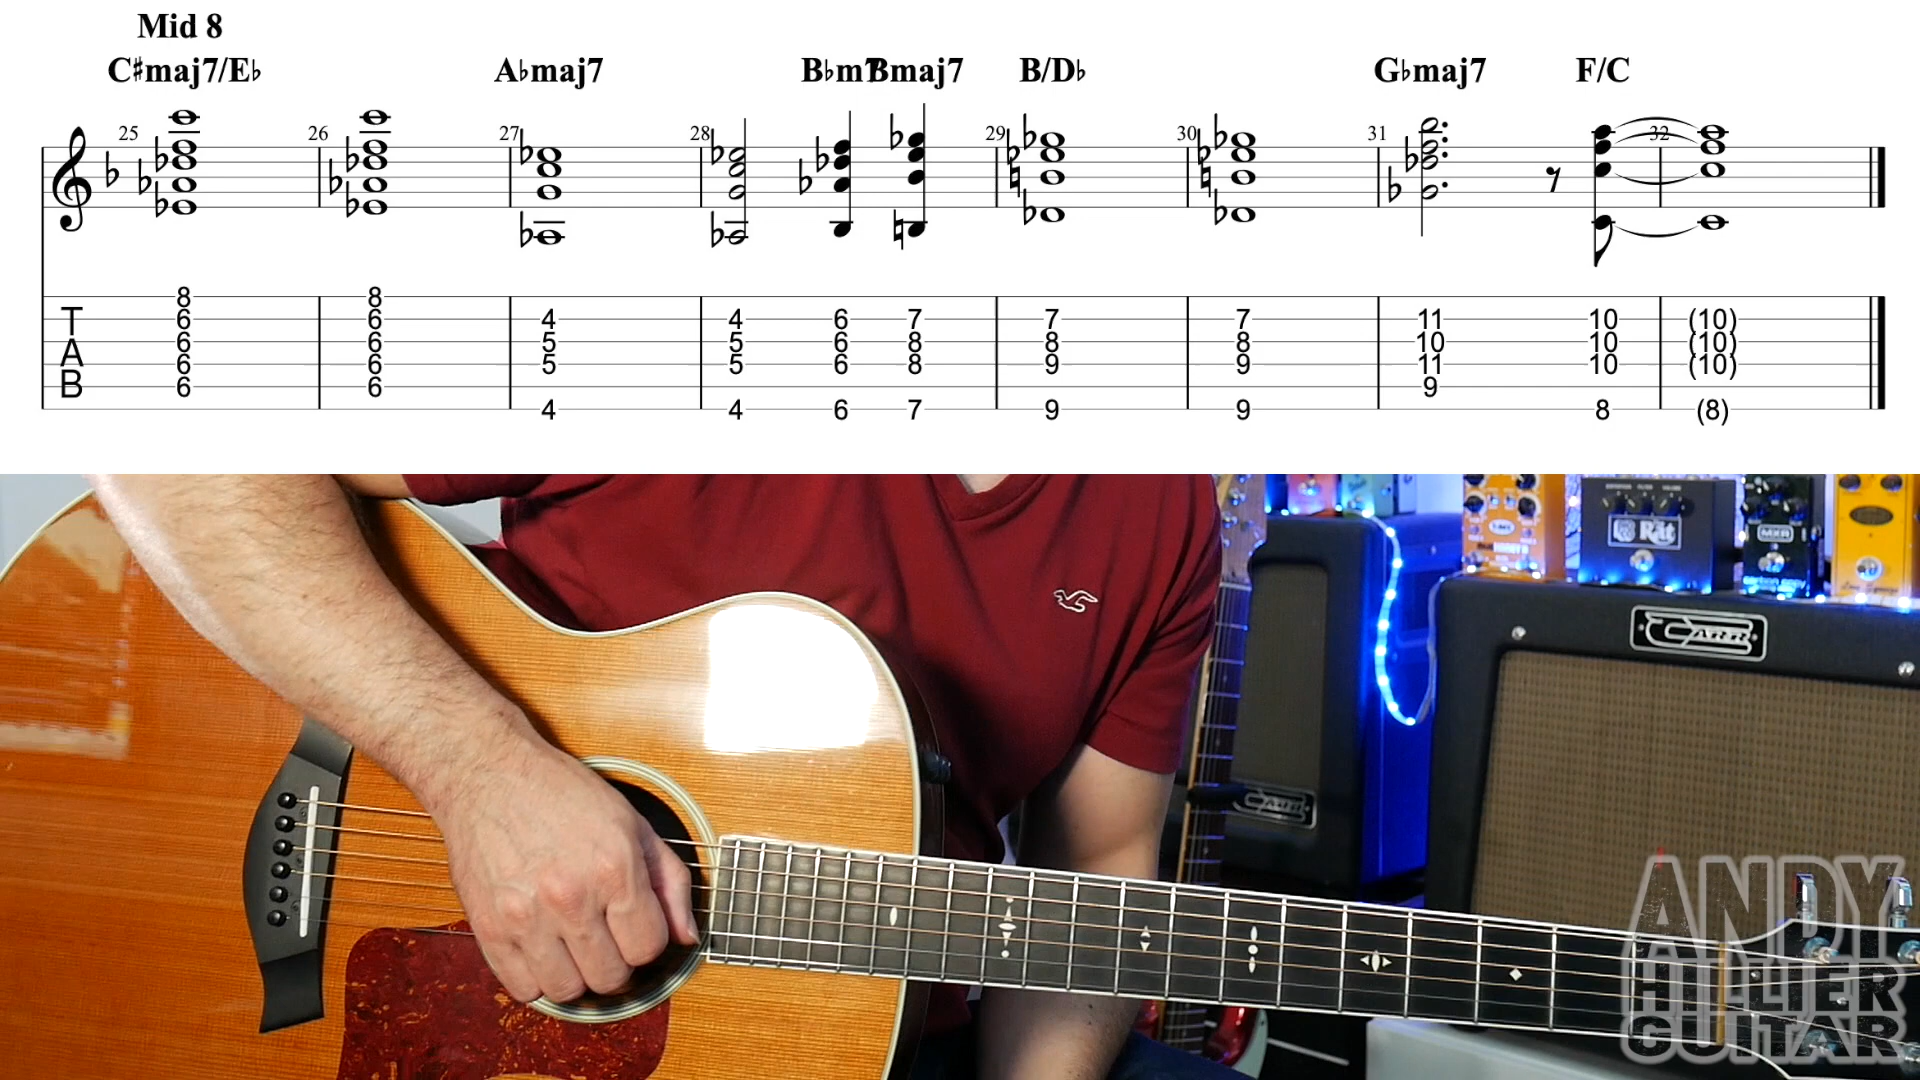 Mid 8
C♯maj7/E♭ A♭maj7 B♭m7 Bmaj7 B/D♭ G♭maj7 F/C
25 26 27 28 29 30 31 32
T
A
B
8 8
6 6 4 4 6 7 7 7 11 10 (10)
6 6 5 5 6 8 8 8 10 10 (10)
6 6 5 5 6 8 9 9 11 10 (10)
6 6 9
4 4 6 7 9 9 8 (8)
Rat
MXR
CARR
CARR
ANDY
HILLIER
GUITAR